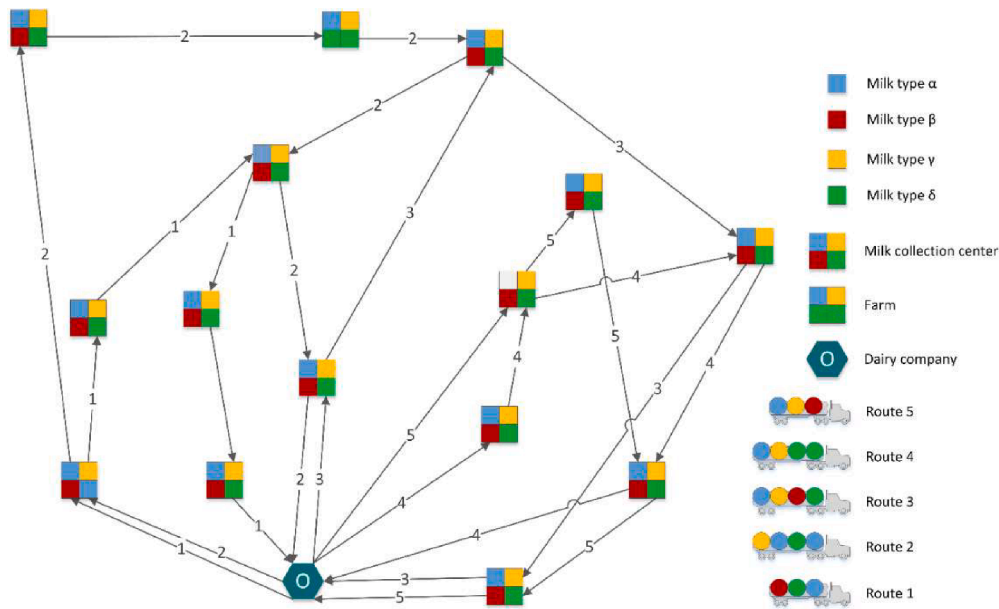 2
2
2
3
Milk type α
Milk type β
Milk type γ
Milk type δ
1
3
5
1
2
2
4
Milk collection center
5
Farm
1
4
4
O
Dairy company
3
Route 5
5
2
3
4
Route 4
1
Route 3
4
5
1
2
Route 2
O
3
5
Route 1